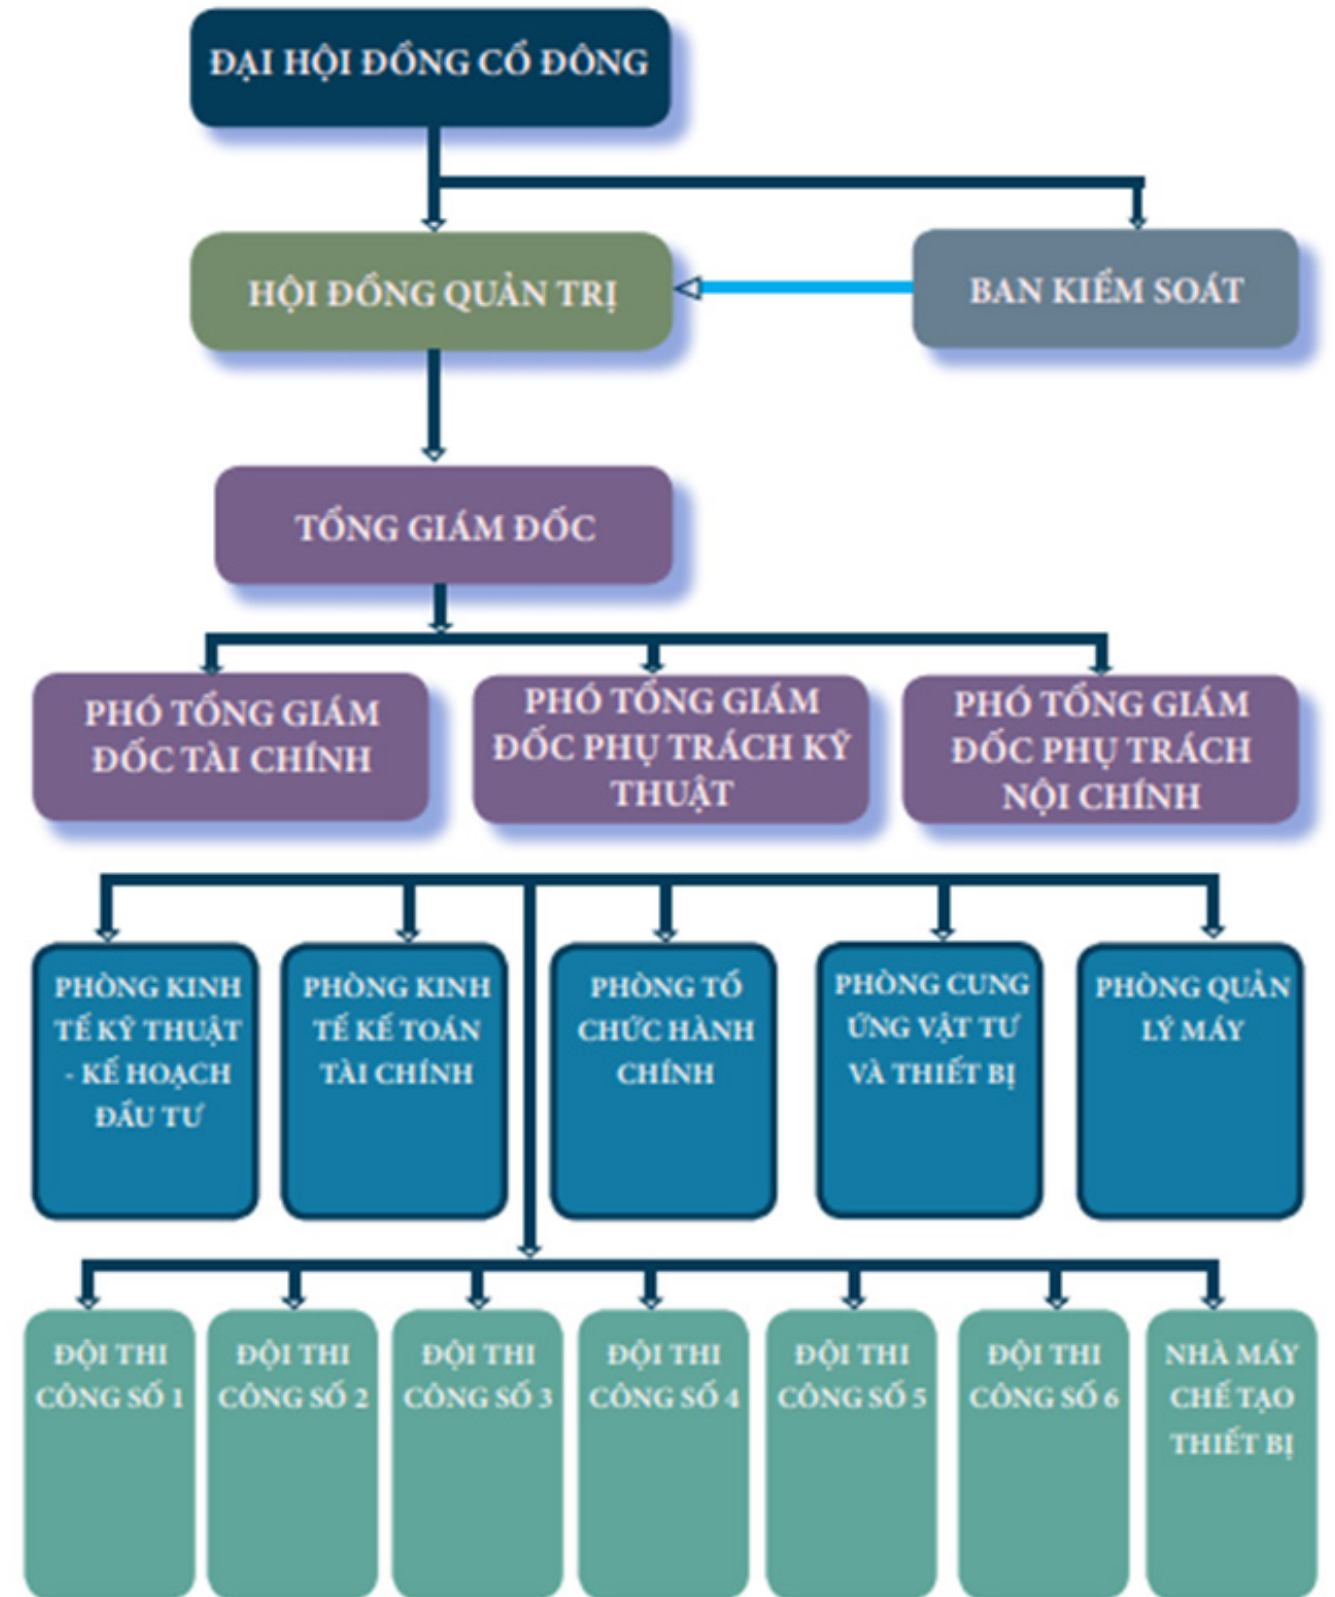 ĐẠI HỘI ĐỒNG CỔ ĐÔNG
HỘI ĐỒNG QUẢN TRỊ
BAN KIỂM SOÁT
TỔNG GIÁM ĐỐC
PHÓ TỔNG GIÁM
ĐỐC TÀI CHÍNH
PHÓ TỔNG GIÁM
ĐỐC PHỤ TRÁCH KỸ
THUẬT
PHÓ TỔNG GIÁM
ĐỐC PHỤ TRÁCH
NỘI CHÍNH
PHÒNG KINH
TẾ KỸ THUẬT
- KẾ HOẠCH
ĐẦU TƯ
PHÒNG KINH
TẾ KẾ TOÁN
TÀI CHÍNH
PHÒNG TỔ
CHỨC HÀNH
CHÍNH
PHÒNG CUNG
ỨNG VẬT TƯ
VÀ THIẾT BỊ
PHÒNG QUẢN
LÝ MÁY
ĐỘI THI
CÔNG SỐ 1
ĐỘI THI
CÔNG SỐ 2
ĐỘI THI
CÔNG SỐ 3
ĐỘI THI
CÔNG SỐ 4
ĐỘI THI
CÔNG SỐ 5
ĐỘI THI
CÔNG SỐ 6
NHÀ MÁY
CHẾ TẠO
THIẾT BỊ